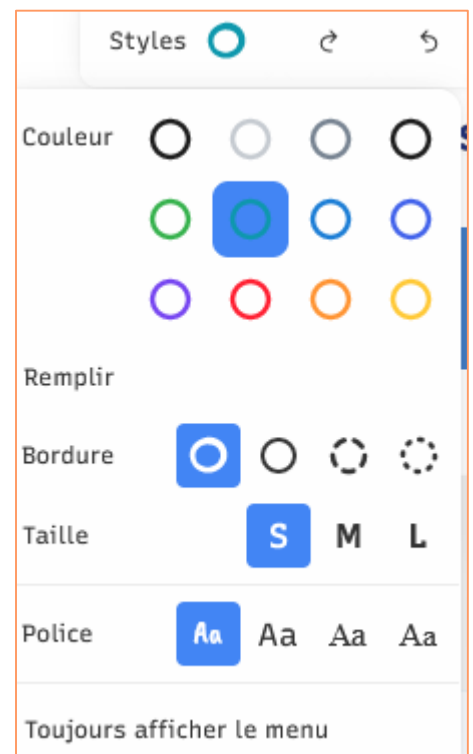 Styles
Couleur
Remplir
Bordure
Taille S M L
Police Aa Aa Aa Aa
Toujours afficher le menu